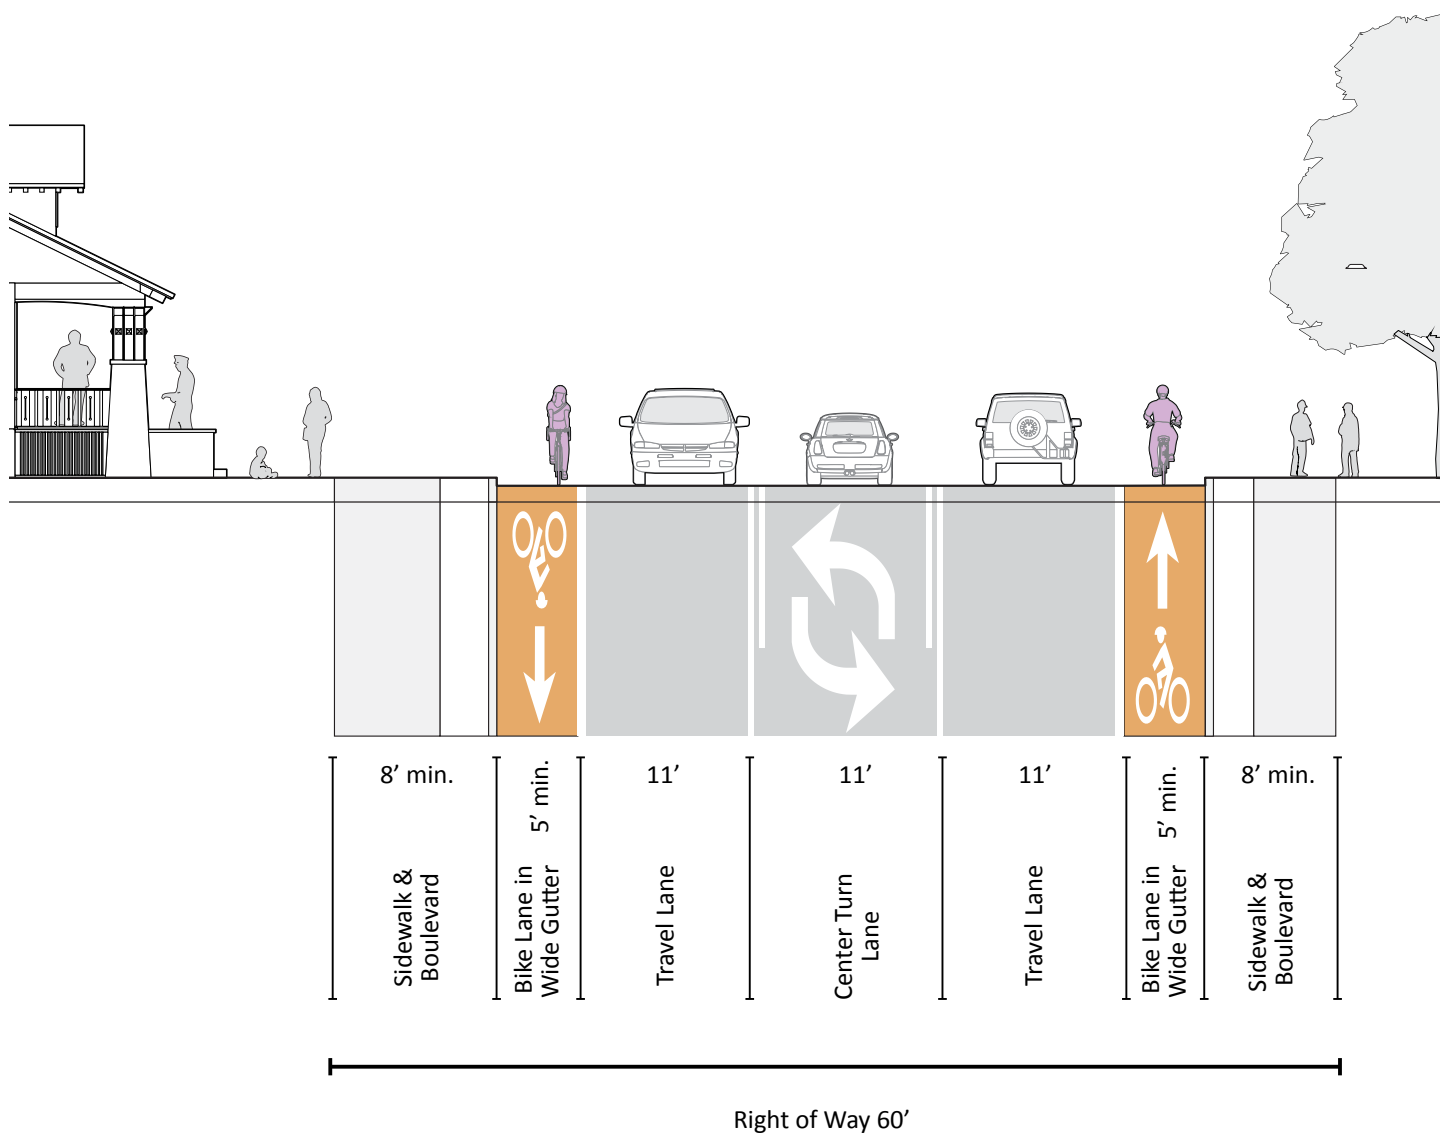 8’ min.
Sidewalk &
Boulevard
5’ min.
Bike Lane in
Wide Gutter
11’
Travel Lane
11’
Center Turn
Lane
11’
Travel Lane
5’ min.
Bike Lane in
Wide Gutter
8’ min.
Sidewalk &
Boulevard
Right of Way 60’